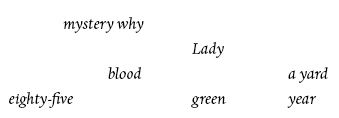 mystery why
Lady
blood a yard
eighty-five green year